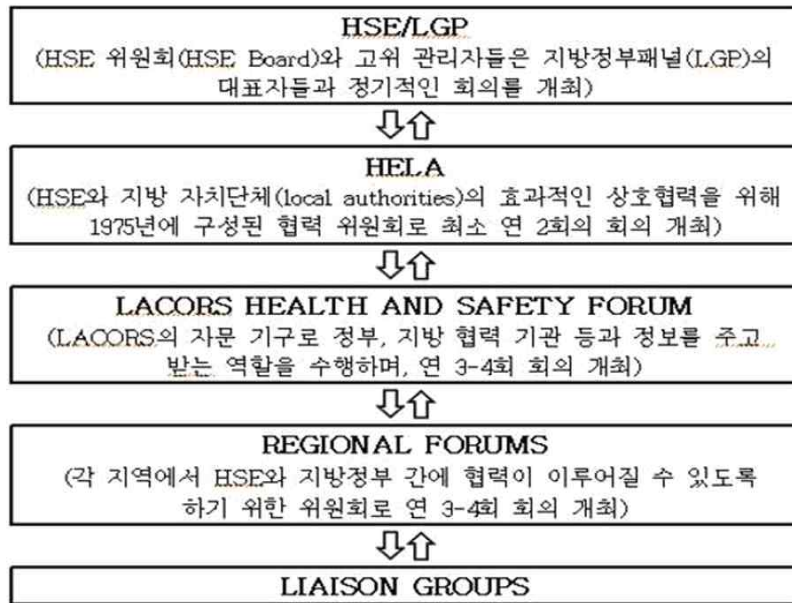 HSE/LGP
(HSE 위원회(HSE Board)와 고위 관리자들은 지방정부패널(LGP)의
대표자들과 정기적인 회의를 개최)
HELA
(HSE와 지방 자치단체(local authorities)의 효과적인 상호협력을 위해
1975년에 구성된 협력 위원회로 최소 연 2회의 회의 개최)
LACORS HEALTH AND SAFETY FORUM
(LACORS의 자문 기구로 정부, 지방 협력 기관 등과 정보를 주고
받는 역할을 수행하며, 연 3-4회 회의 개최)
REGIONAL FORUMS
(각 지역에서 HSE와 지방정부 간에 협력이 이루어질 수 있도록
하기 위한 위원회로 연 3-4회 회의 개최)
LIAISON GROUPS